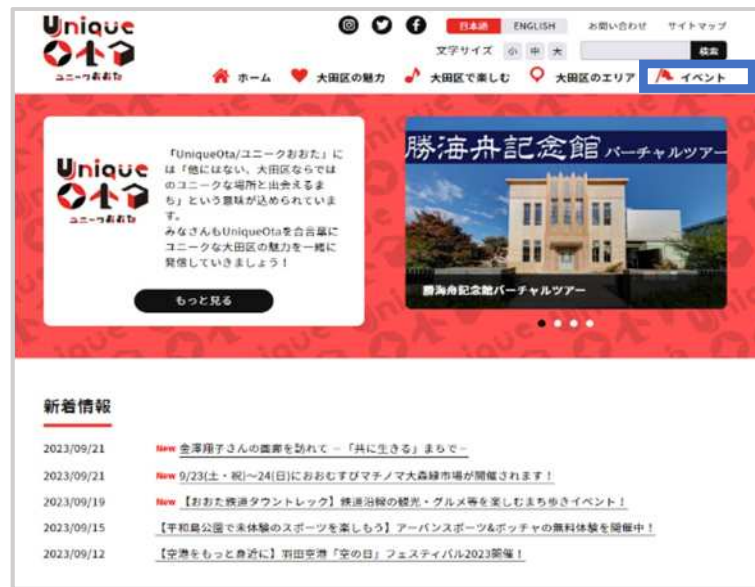 Unique
ユニークおおた
日本語 ENGLISH お問い合わせ サイトマップ
文字サイズ 小 中 大 検索
ホーム 大田区の魅力 大田区で楽しむ 大田区のエリア イベント
Unique
ユニークおおた
「UniqueOta/ユニークおおた」に
は「他にはない、大田区ならでは
のユニークな場所と出会えるま
ち」という意味が込められていま
す。
みなさんもUniqueOtaを合言葉に
ユニークな大田区の魅力を一緒に
発信していきましょう！
もっと見る
勝海舟記念館 バーチャルツアー
勝海舟記念館バーチャルツアー
新着情報
2023/09/21 New 金澤翔子さんの画廊を訪れて －「共に生きる」まちで－
2023/09/21 New 9/23(土・祝)～24(日)におおむすびマチノマ大森緑市場が開催されます！
2023/09/19 New 【おおた鉄道タウントレック】鉄道沿線の観光・グルメ等を楽しむまち歩きイベント！
2023/09/15 【平和島公園で未体験のスポーツを楽しもう】アーバンスポーツ&ボッチャの無料体験を開催中！
2023/09/12 【空港をもっと身近に】羽田空港「空の日」フェスティバル2023開催！